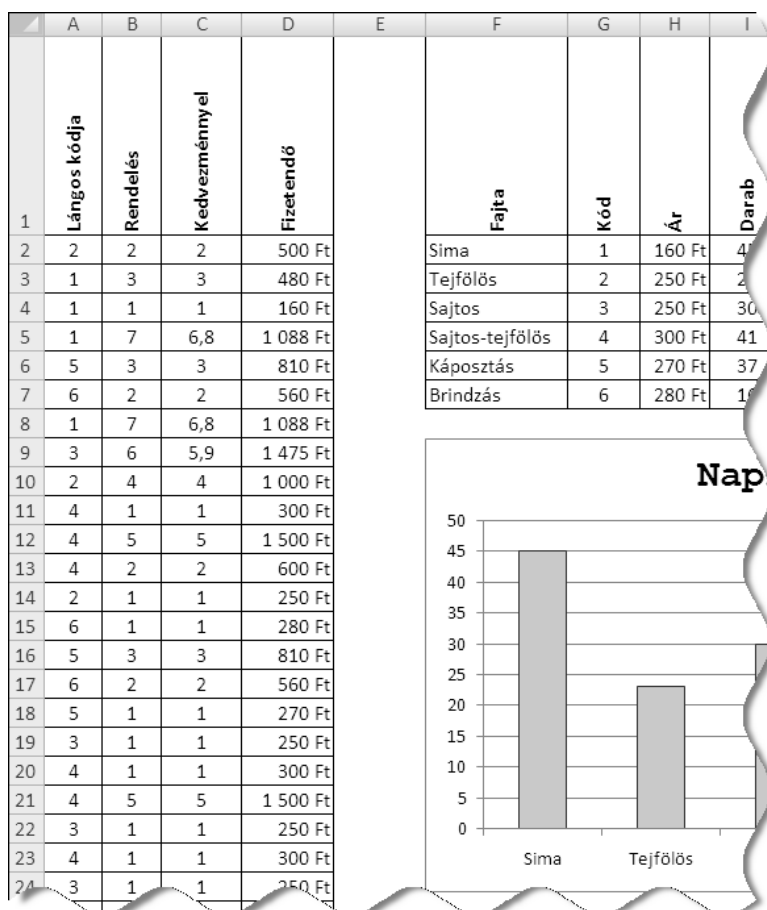 A B C D E F G H I
1 Lángos kódja Rendelés Kedvezménnyel Fizetendő Fajta Kód Ár Darab
2 2 2 2 500 Ft Sima 1 160 Ft
3 1 3 3 480 Ft Tejfölös 2 250 Ft
4 1 1 1 160 Ft Sajtos 3 250 Ft 30
5 1 7 6,8 1 088 Ft Sajtos-tejfölös 4 300 Ft 41
6 5 3 3 810 Ft Káposztás 5 270 Ft 37
7 6 2 2 560 Ft Brindzás 6 280 Ft
8 1 7 6,8 1 088 Ft
9 3 6 5,9 1 475 Ft
10 2 4 4 1 000 Ft
11 4 1 1 300 Ft
12 4 5 5 1 500 Ft
13 4 2 2 600 Ft
14 2 1 1 250 Ft
15 6 1 1 280 Ft
16 5 3 3 810 Ft
17 6 2 2 560 Ft
18 5 1 1 270 Ft
19 3 1 1 250 Ft
20 4 1 1 300 Ft
21 4 5 5 1 500 Ft
22 3 1 1 250 Ft
23 4 1 1 300 Ft
24 3 1 1 250 Ft
Nap
50
45
40
35
30
25
20
15
10
5
0
Sima Tejfölös